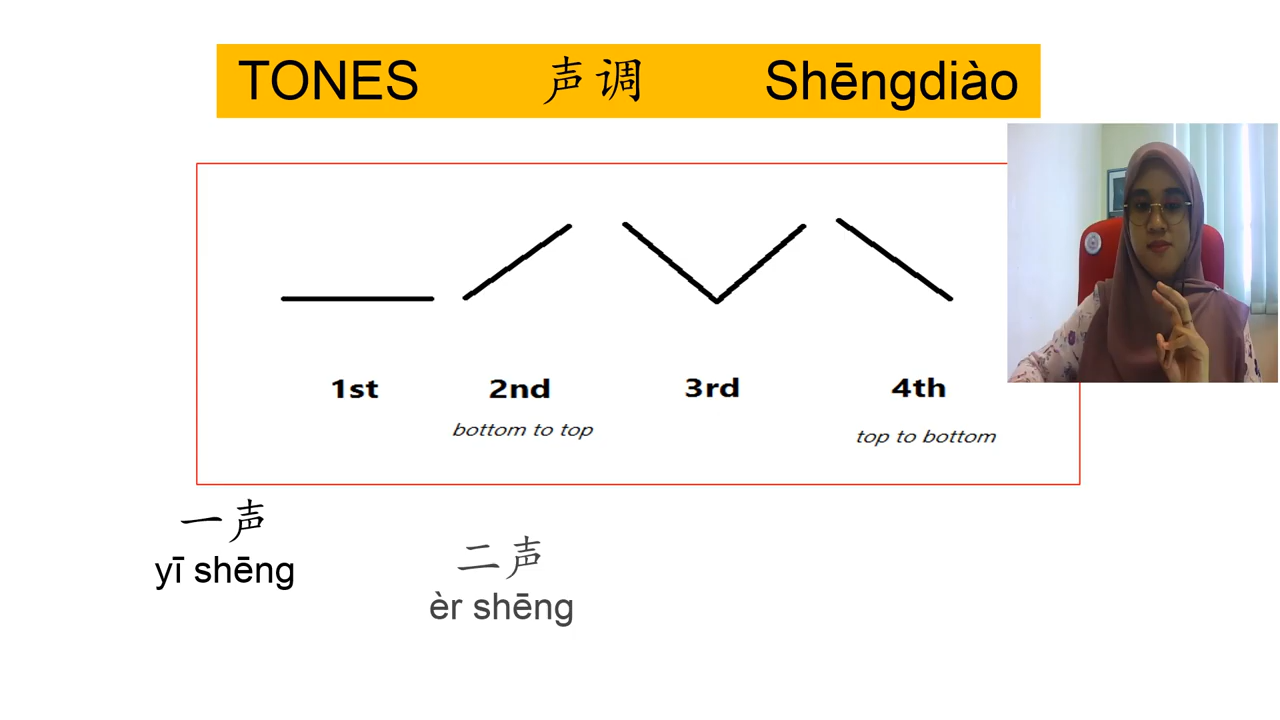 TONES 声调 Shēngdiào
1st 2nd 3rd 4th
bottom to top top to bottom
一声
yī shēng
二声
èr shēng